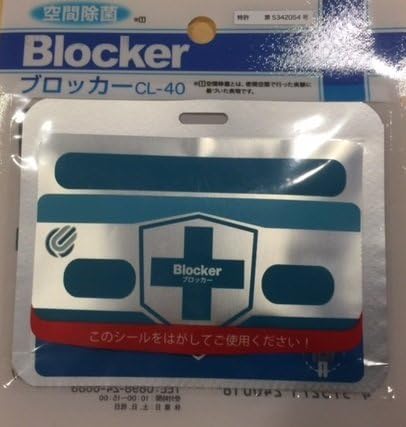 空間除菌 ※1
特許 第5342054号
Blocker
ブロッカーCL-40
※1空間除菌とは、密閉空間で行った実験に
基づいた表現です。
Blocker
ブロッカー
このシールをはがしてご使用ください！